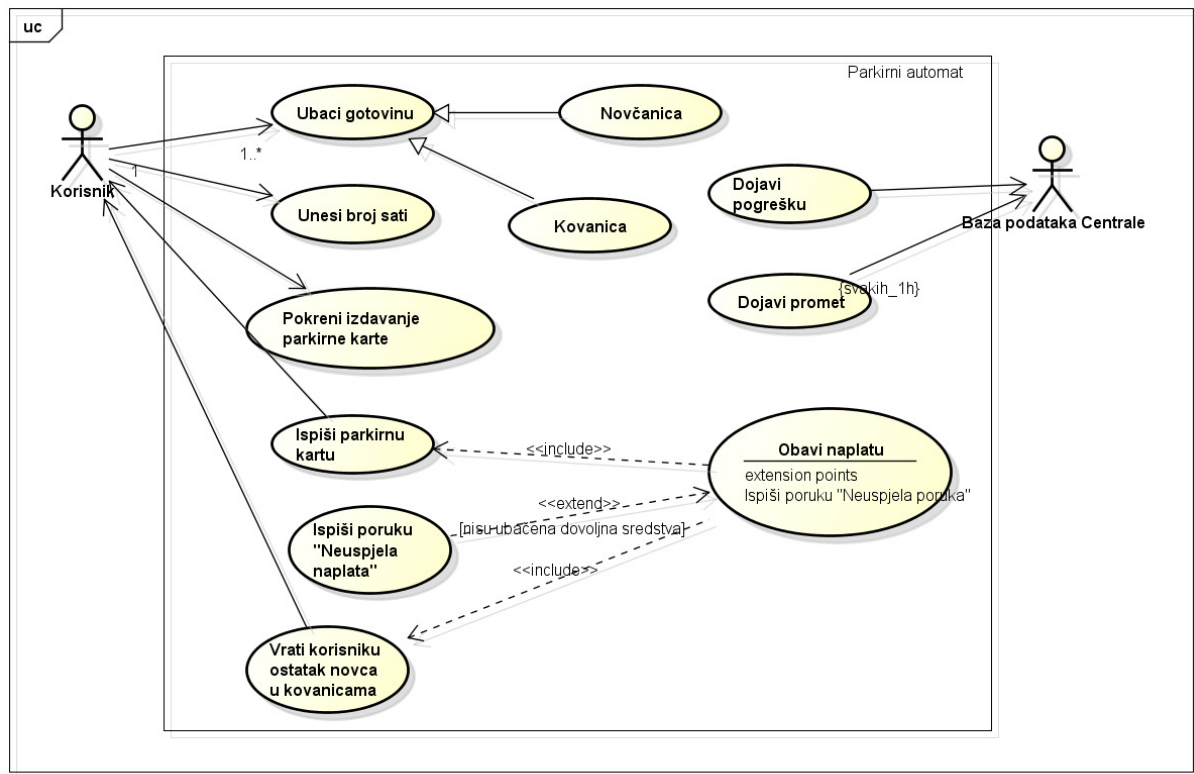 uc
Parkirni automat
Ubaci gotovinu
Novčanica
1..*
1
Korisnik
Unesi broj sati
Kovanica
Dojavi
pogrešku
Baza podataka Centrale
Dojavi promet
{svakih_1h}
Pokreni izdavanje
parkirne karte
Ispiši parkirnu
kartu
<<include>>
Obavi naplatu
extension points
Ispiši poruku "Neuspjela poruka"
<<extend>>
[nisu ubačena dovoljna sredstva]
Ispiši poruku
"Neuspjela
naplata"
<<include>>
Vrati korisniku
ostatak novca
u kovanicama